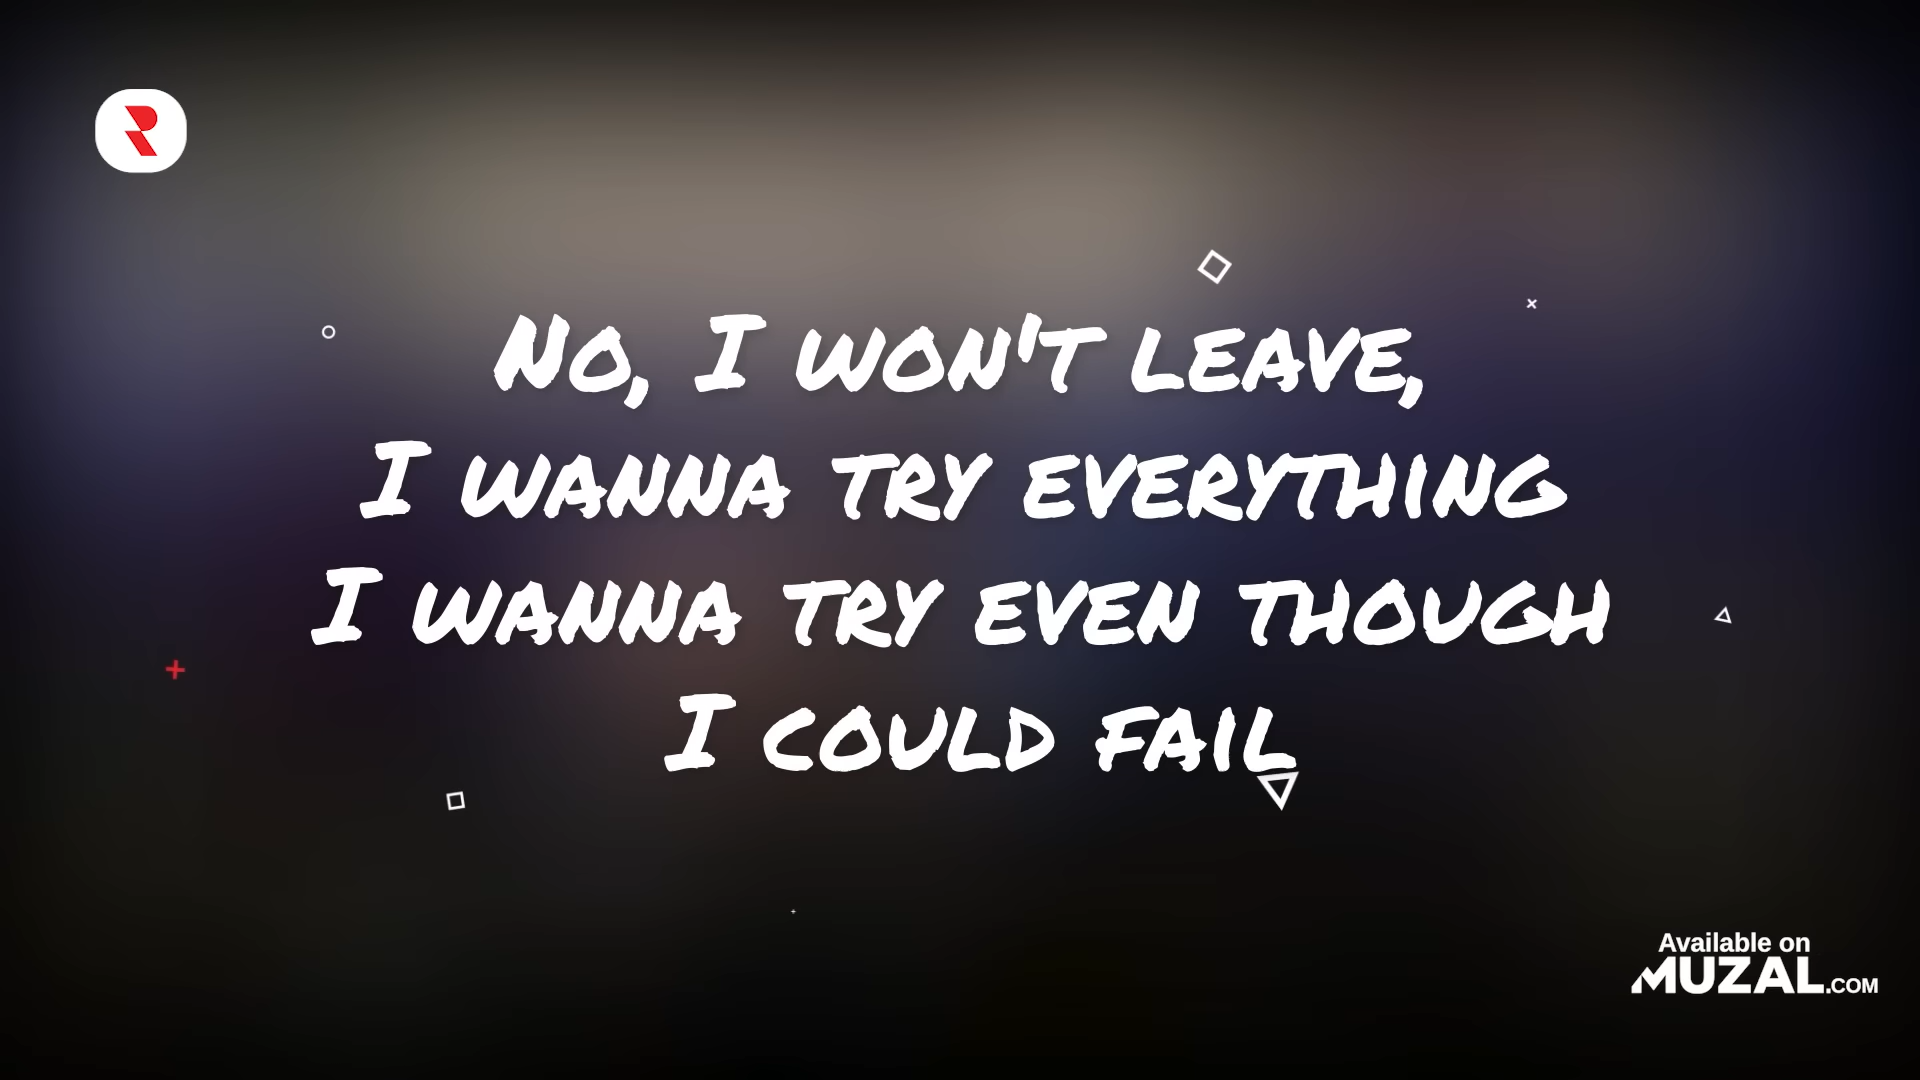 R
No, I won't leave,
I wanna try everything
I wanna try even though
I could fail
Available on
MUZAL.COM